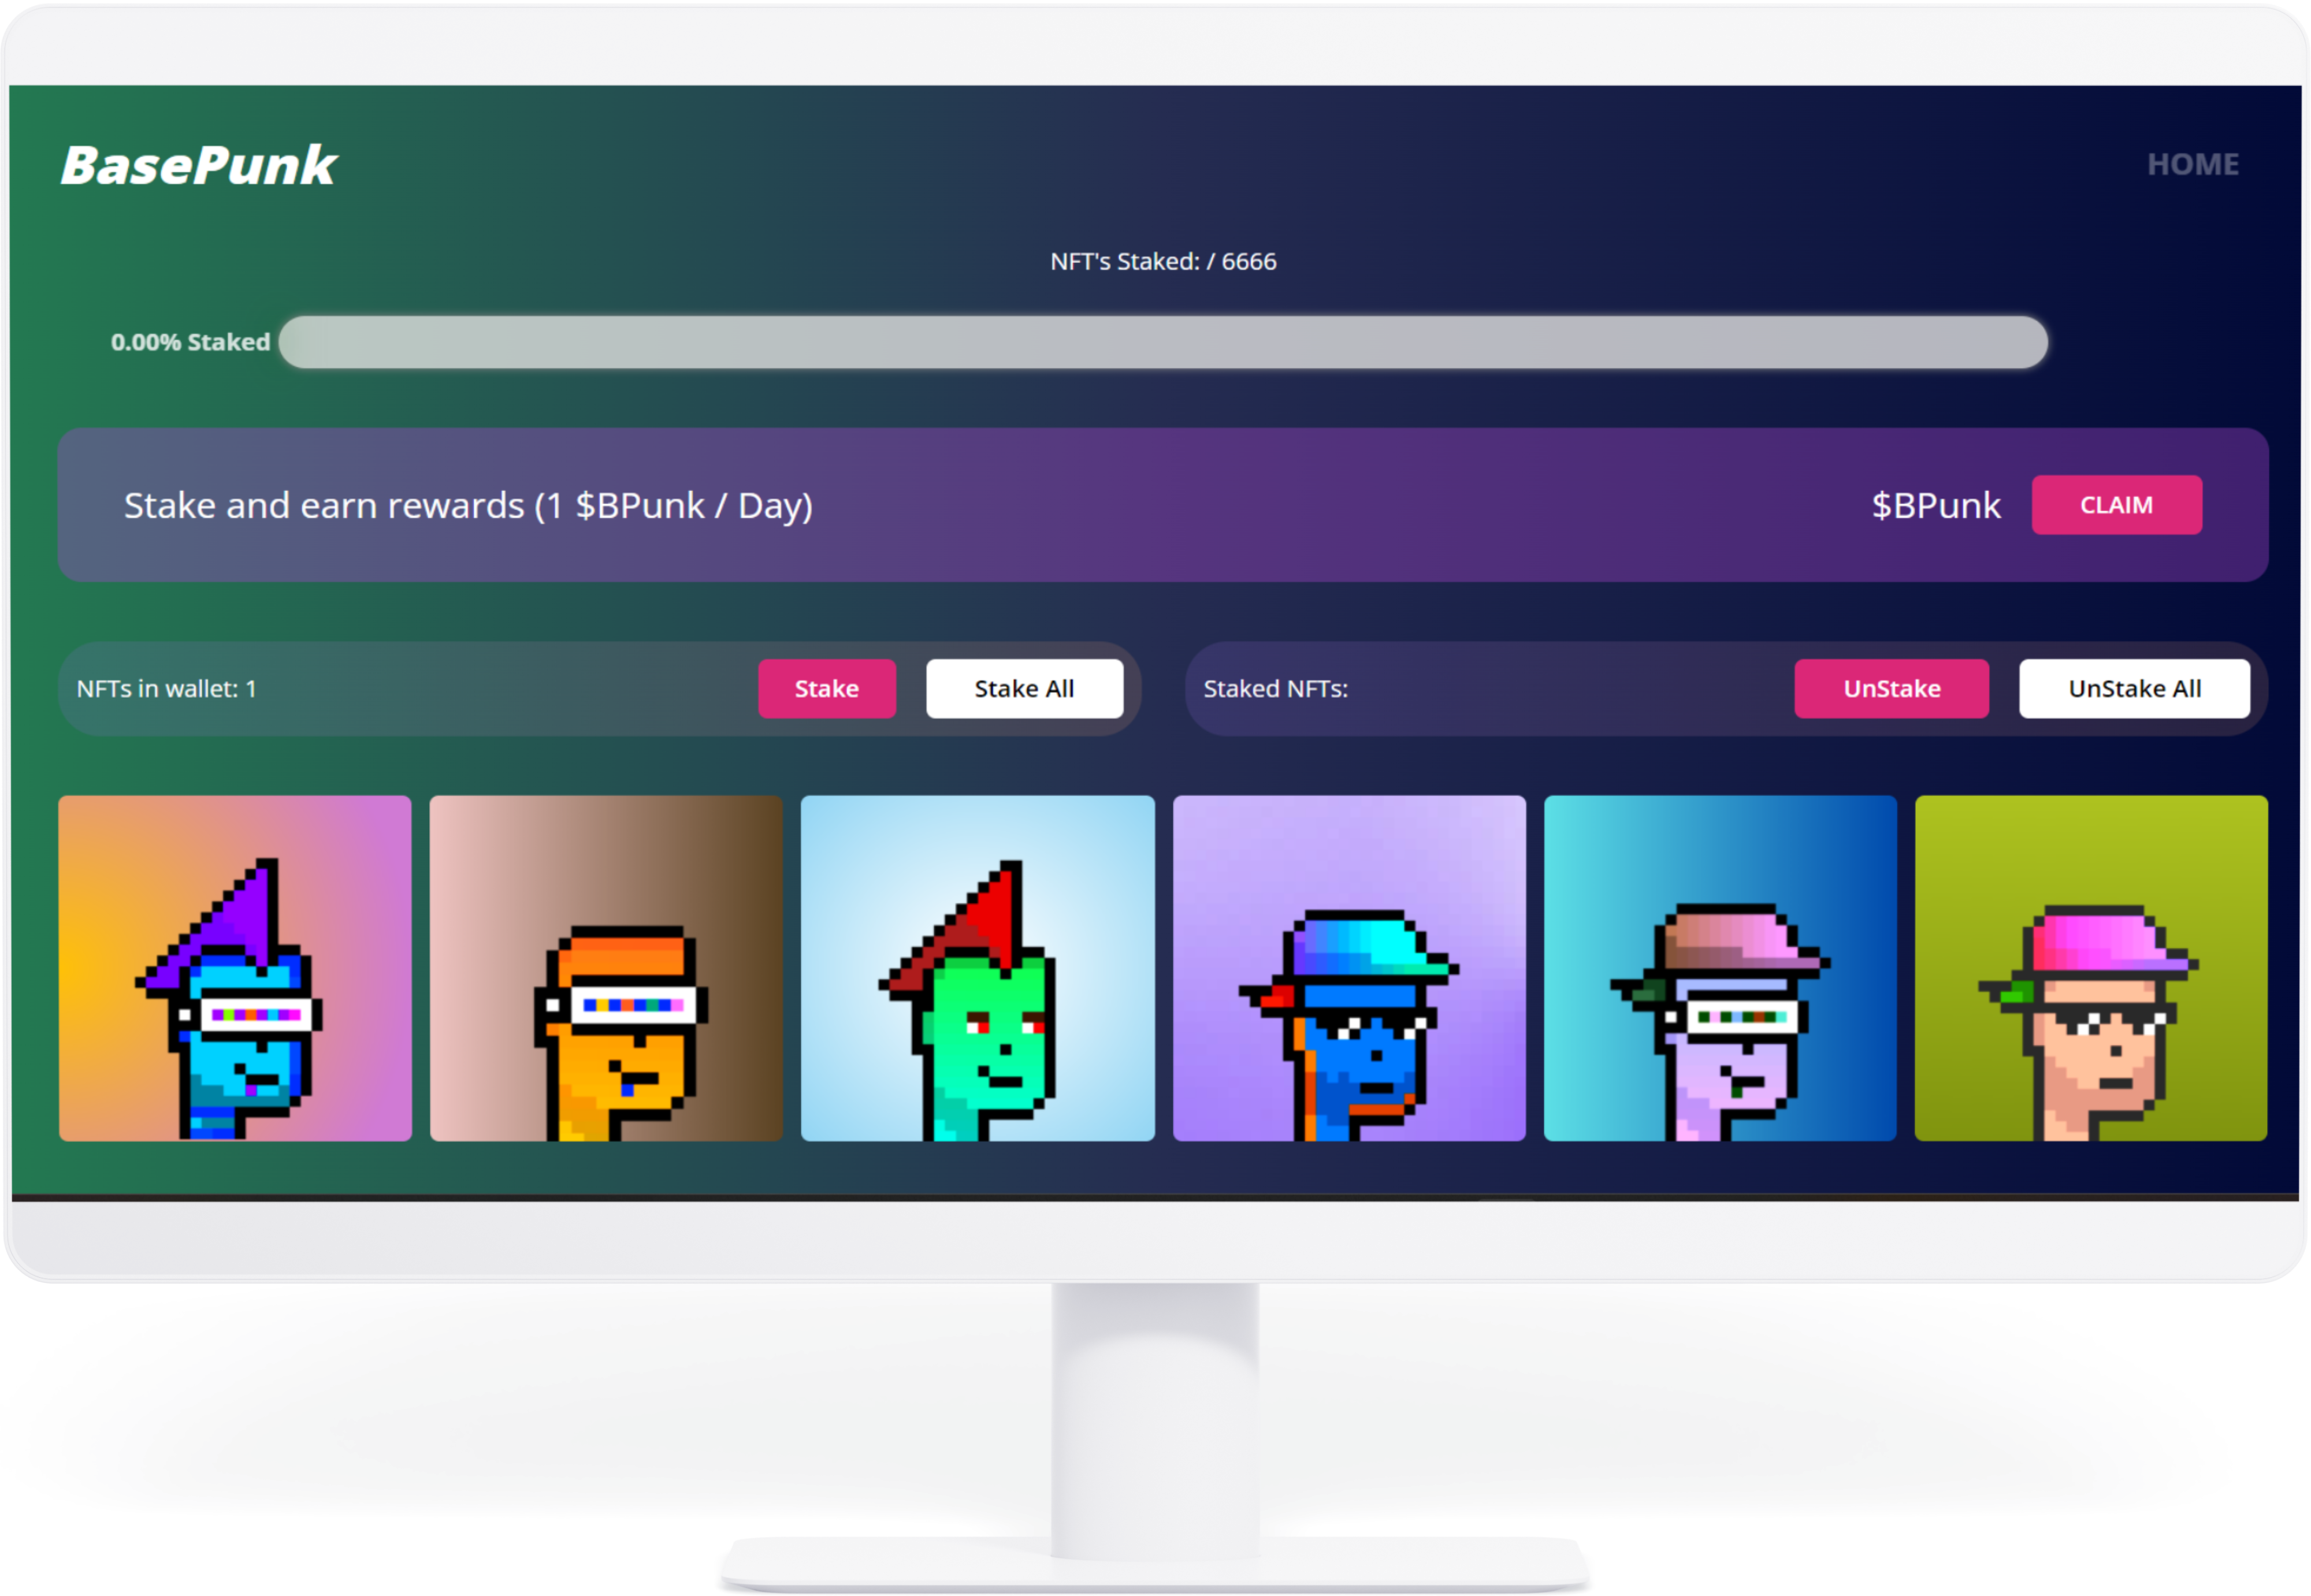 BasePunk
HOME
NFT's Staked: / 6666
0.00% Staked
Stake and earn rewards (1 $BPunk / Day)
$BPunk
CLAIM
NFTs in wallet: 1
Stake
Stake All
Staked NFTs:
UnStake
UnStake All